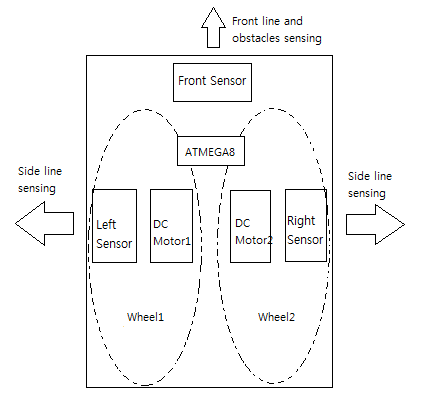 Front line and
obstacles sensing
Front Sensor
ATMEGA8
Side line
sensing
Side line
sensing
Left
Sensor
DC
Motor1
DC
Motor2
Right
Sensor
Wheel1
Wheel2